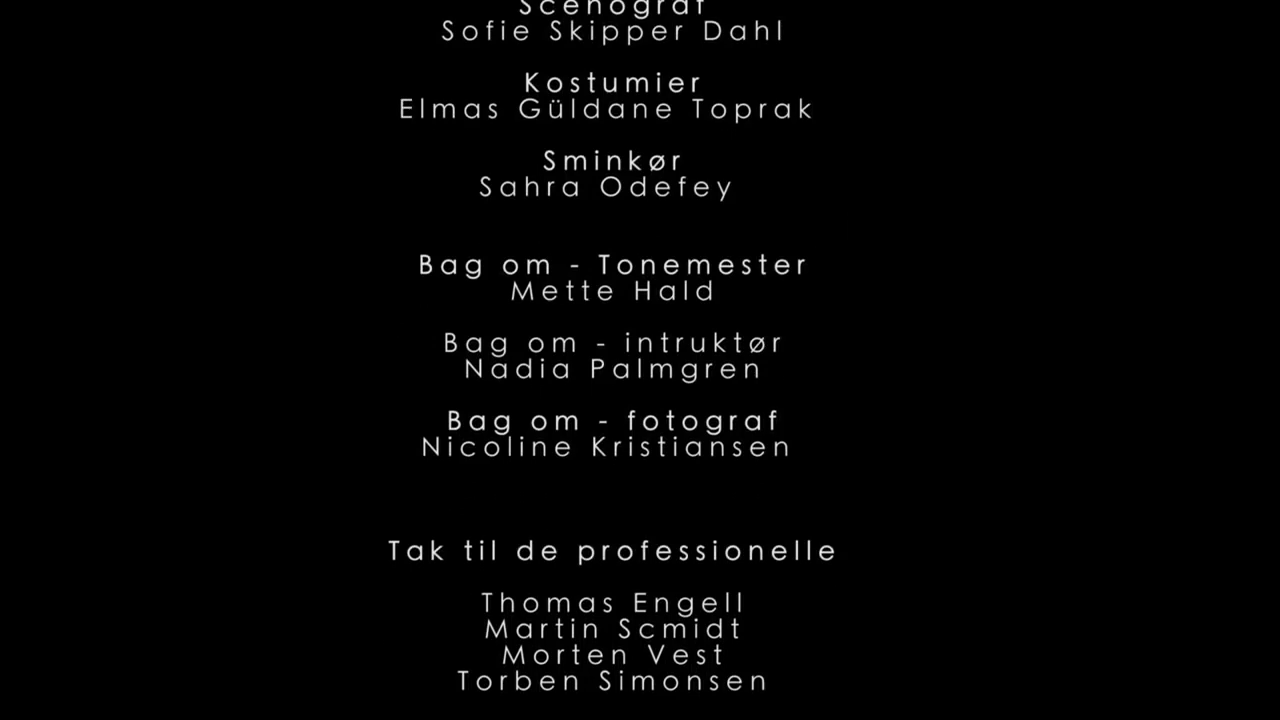 Scenograf
Sofie Skipper Dahl
Kostumier
Elmas Güldane Toprak
Sminkør
Sahra Odefey
Bag om - Tonemester
Mette Hald
Bag om - intruktør
Nadia Palmgren
Bag om - fotograf
Nicoline Kristiansen
Tak til de professionelle
Thomas Engell
Martin Scmidt
Morten Vest
Torben Simonsen